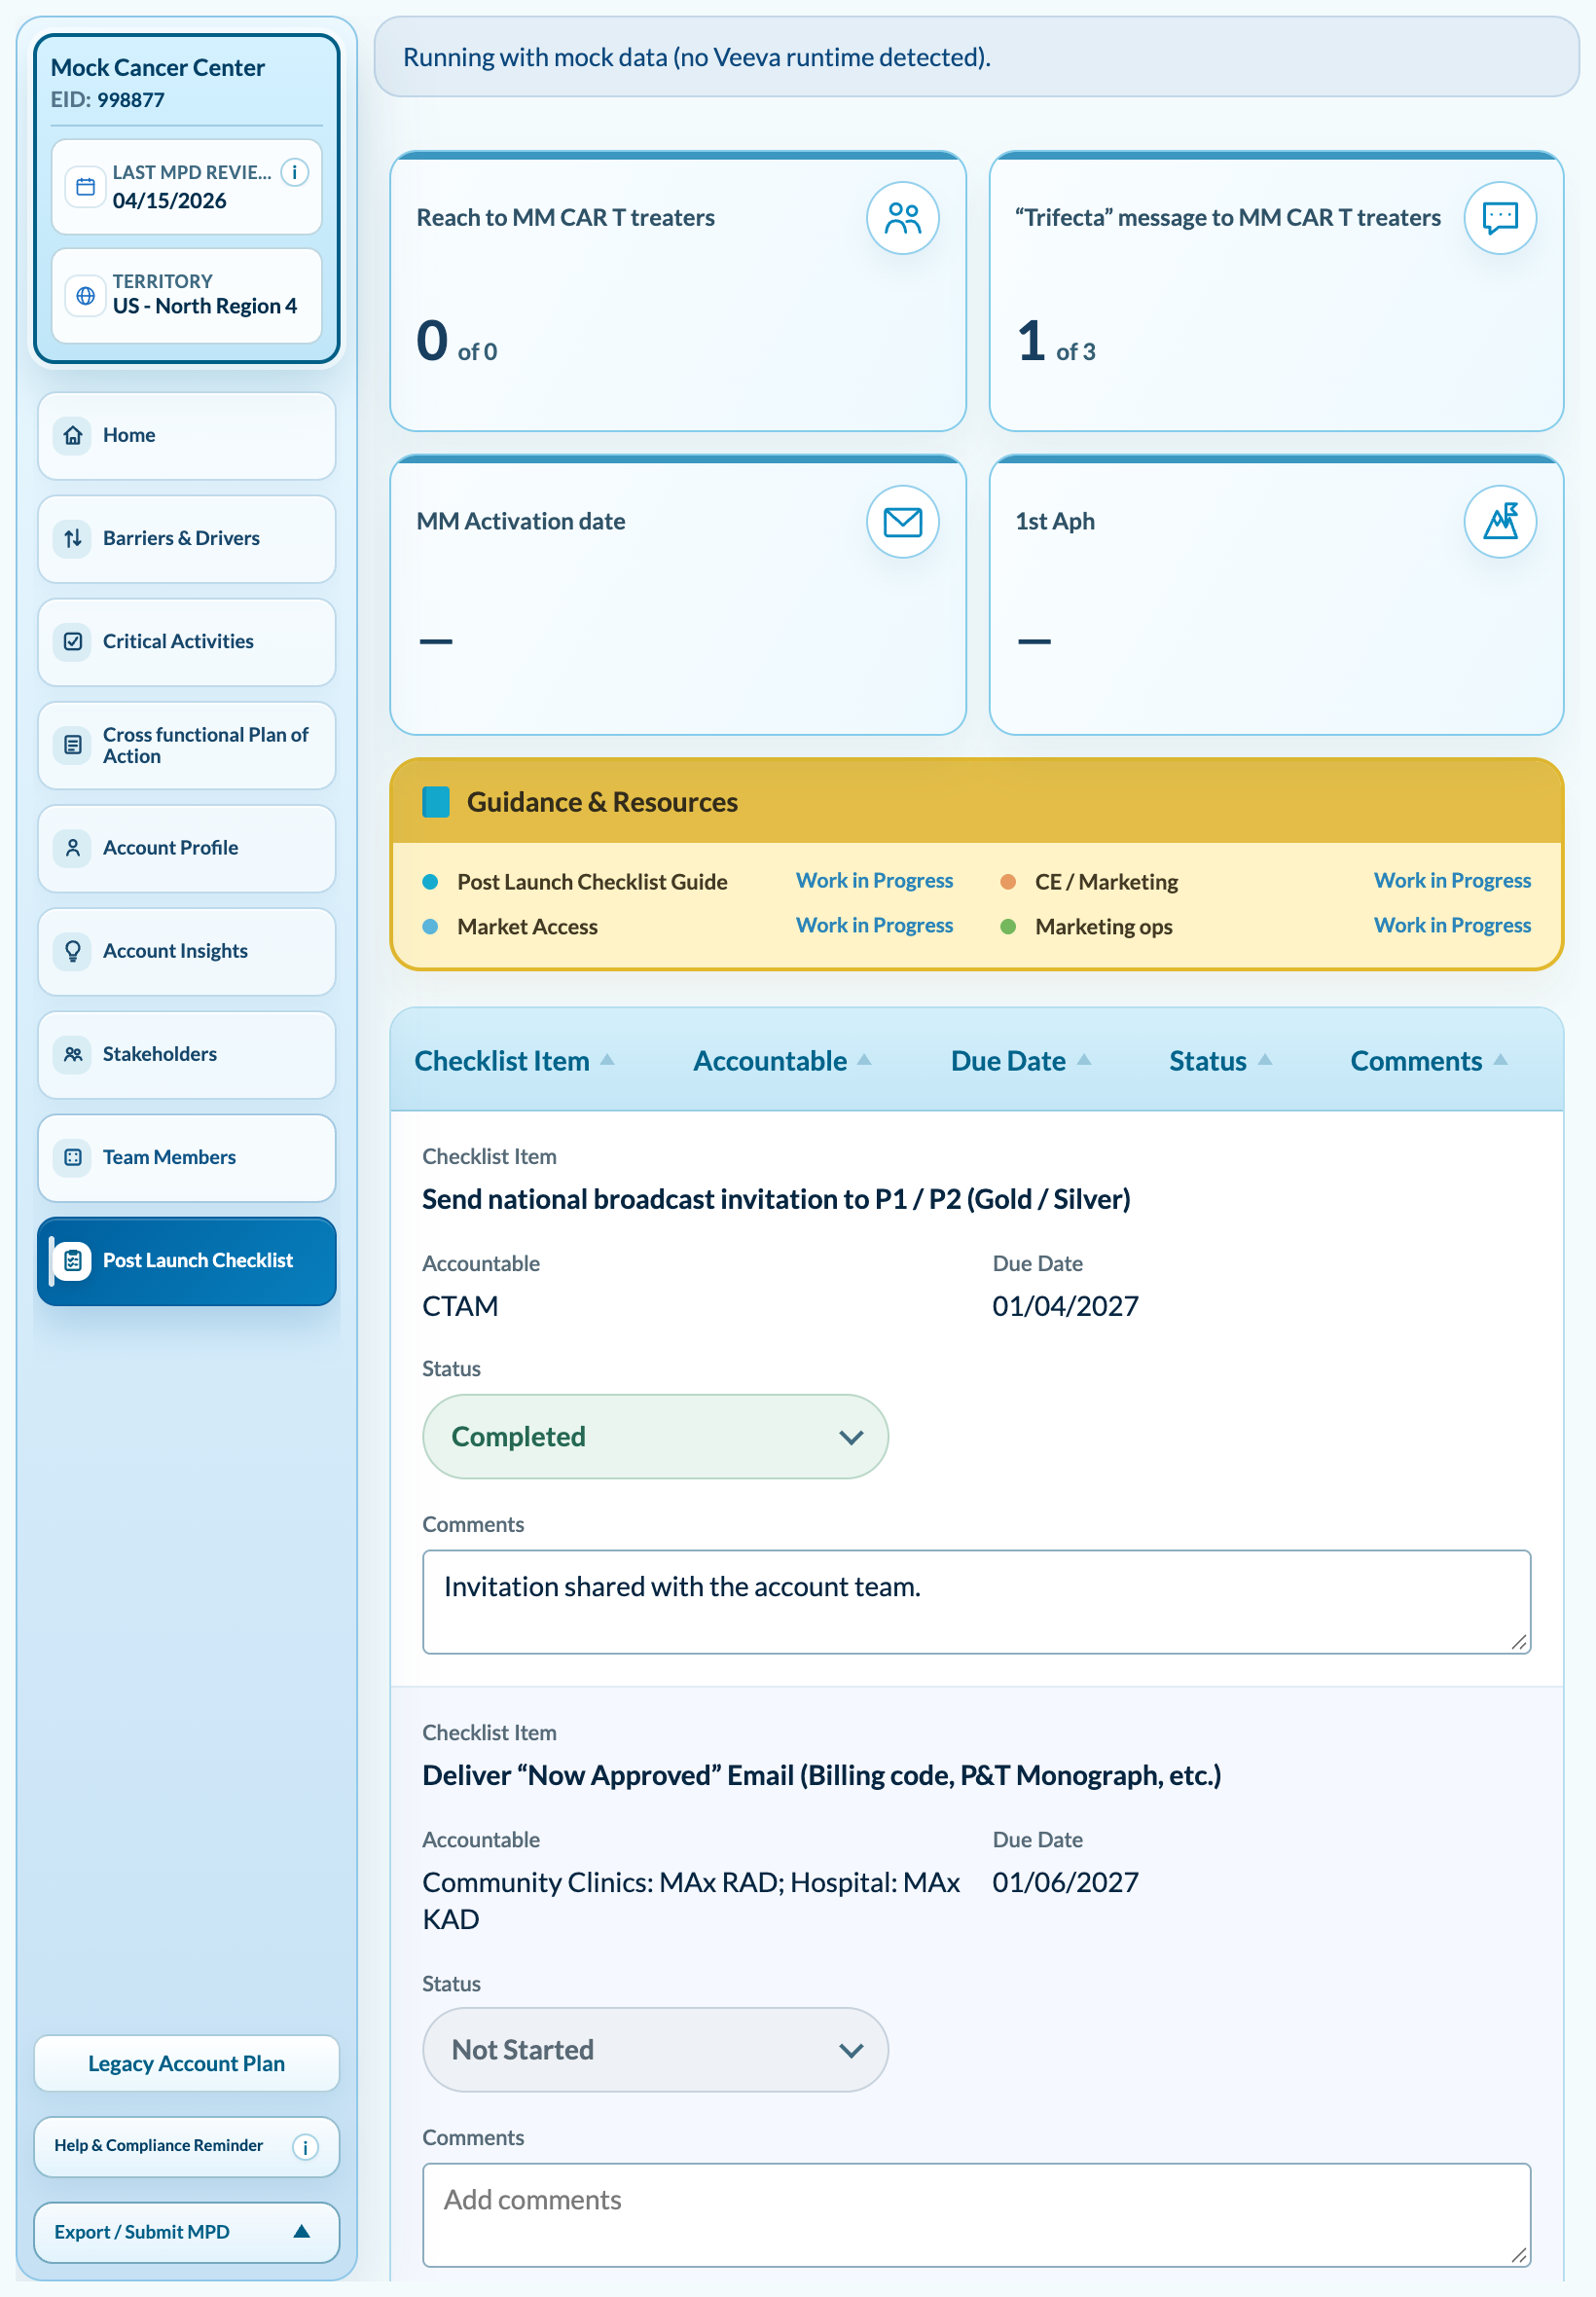 Mock Cancer Center
EID: 998877
LAST MPD REVIE...
04/15/2026
TERRITORY
US - North Region 4
Home
Barriers & Drivers
Critical Activities
Cross functional Plan of
Action
Account Profile
Account Insights
Stakeholders
Team Members
Post Launch Checklist
Legacy Account Plan
Help & Compliance Reminder
Export / Submit MPD
Running with mock data (no Veeva runtime detected).
Reach to MM CAR T treaters
0 of 0
“Trifecta” message to MM CAR T treaters
1 of 3
MM Activation date
—
1st Aph
—
Guidance & Resources
Post Launch Checklist Guide Work in Progress
CE / Marketing Work in Progress
Market Access Work in Progress
Marketing ops Work in Progress
Checklist Item Accountable Due Date Status Comments
Checklist Item
Send national broadcast invitation to P1 / P2 (Gold / Silver)
Accountable Due Date
CTAM 01/04/2027
Status
Completed
Comments
Invitation shared with the account team.
Checklist Item
Deliver “Now Approved” Email (Billing code, P&T Monograph, etc.)
Accountable Due Date
Community Clinics: MAx RAD; Hospital: MAx 01/06/2027
KAD
Status
Not Started
Comments
Add comments